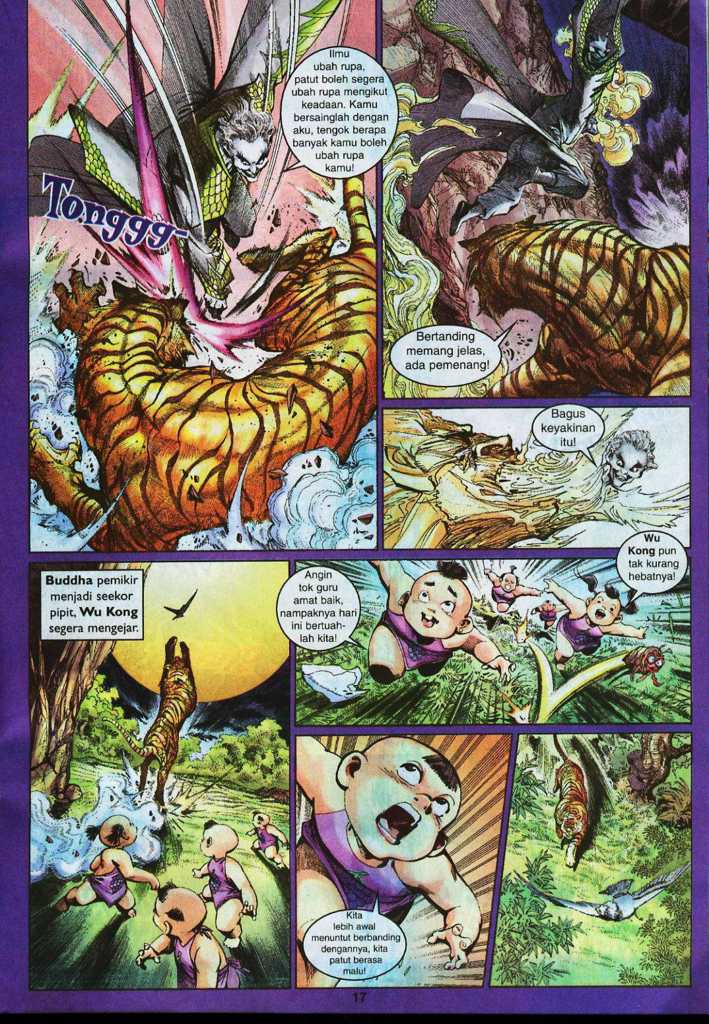 Ilmu
ubah rupa,
patut boleh segera
ubah rupa mengikut
keadaan. Kamu
bersainglah dengan
aku, tengok berapa
banyak kamu boleh
ubah rupa
kamu!
Tonggg-
Bertanding
memang jelas,
ada pemenang!
Bagus
keyakinan
itu!
Buddha pemikir
menjadi seekor
pipit, Wu Kong
segera mengejar.
Angin
tok guru
amat baik,
nampaknya hari
ini bertuah-
lah kita!
Wu
Kong pun
tak kurang
hebatnya!
Kita
lebih awal
menuntut berbanding
dengannya, kita
patut berasa
malu!
17